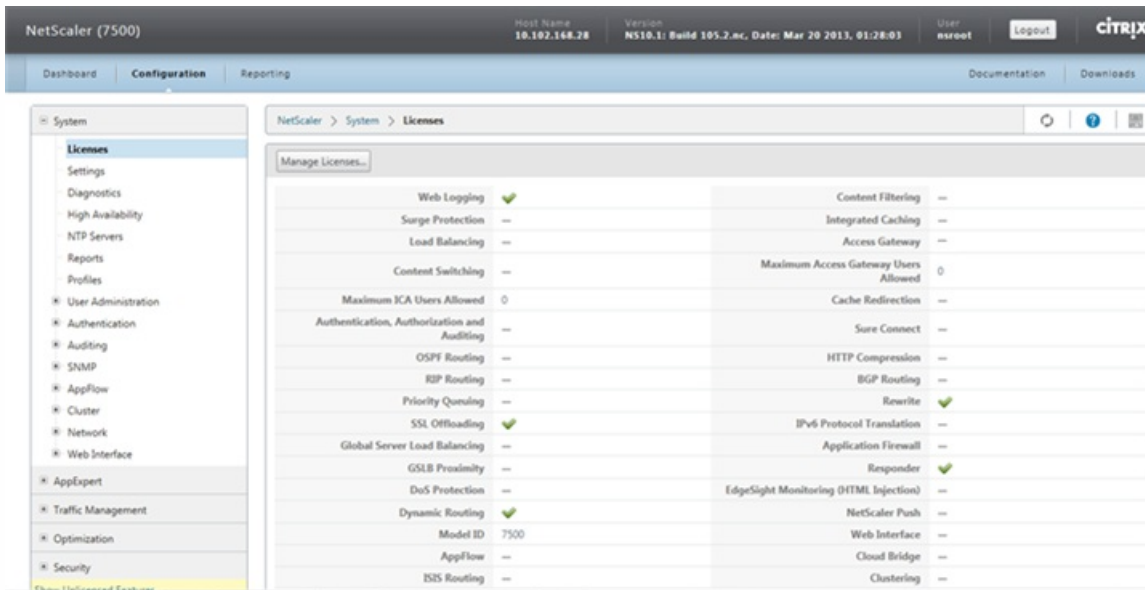 NetScaler (7500)
Host Name
10.102.168.28
Version
NS10.1: Build 105.2.nc, Date: Mar 20 2013, 01:28:03
User
nsroot
Logout
CITRIX
Dashboard Configuration Reporting Documentation Downloads
System
Licenses
Settings
Diagnostics
High Availability
NTP Servers
Reports
Profiles
User Administration
Authentication
Auditing
SNMP
AppFlow
Cluster
Network
Web Interface
AppExpert
Traffic Management
Optimization
Security
Show Unlicensed Features
NetScaler > System > Licenses
Manage Licenses...
Web Logging ✔ Content Filtering —
Surge Protection — Integrated Caching —
Load Balancing — Access Gateway —
Content Switching — Maximum Access Gateway Users
Allowed 0
Maximum ICA Users Allowed 0 Cache Redirection —
Authentication, Authorization and
Auditing — Sure Connect —
OSPF Routing — HTTP Compression —
RIP Routing — BGP Routing —
Priority Queuing — Rewrite ✔
SSL Offloading ✔ IPv6 Protocol Translation —
Global Server Load Balancing — Application Firewall —
GSLB Proximity — Responder ✔
DoS Protection — EdgeSight Monitoring (HTML Injection) —
Dynamic Routing ✔ NetScaler Push —
Model ID 7500 Web Interface —
AppFlow — Cloud Bridge —
ISIS Routing — Clustering —